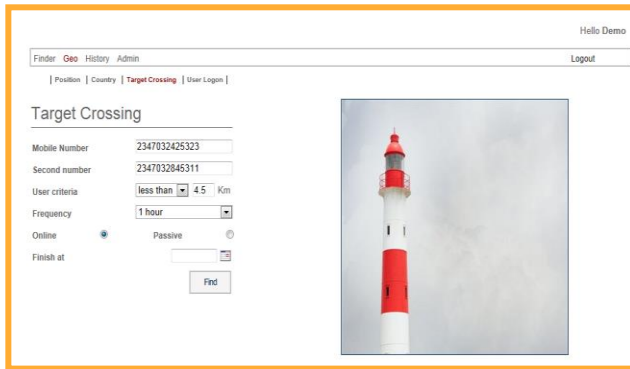 Hello Demo
Finder Geo History Admin Logout
| Position | Country | Target Crossing | User Logon |
Target Crossing
Mobile Number 2347032425323
Second number 2347032845311
User criteria less than 4.5 Km
Frequency 1 hour
Online Passive
Finish at
Find